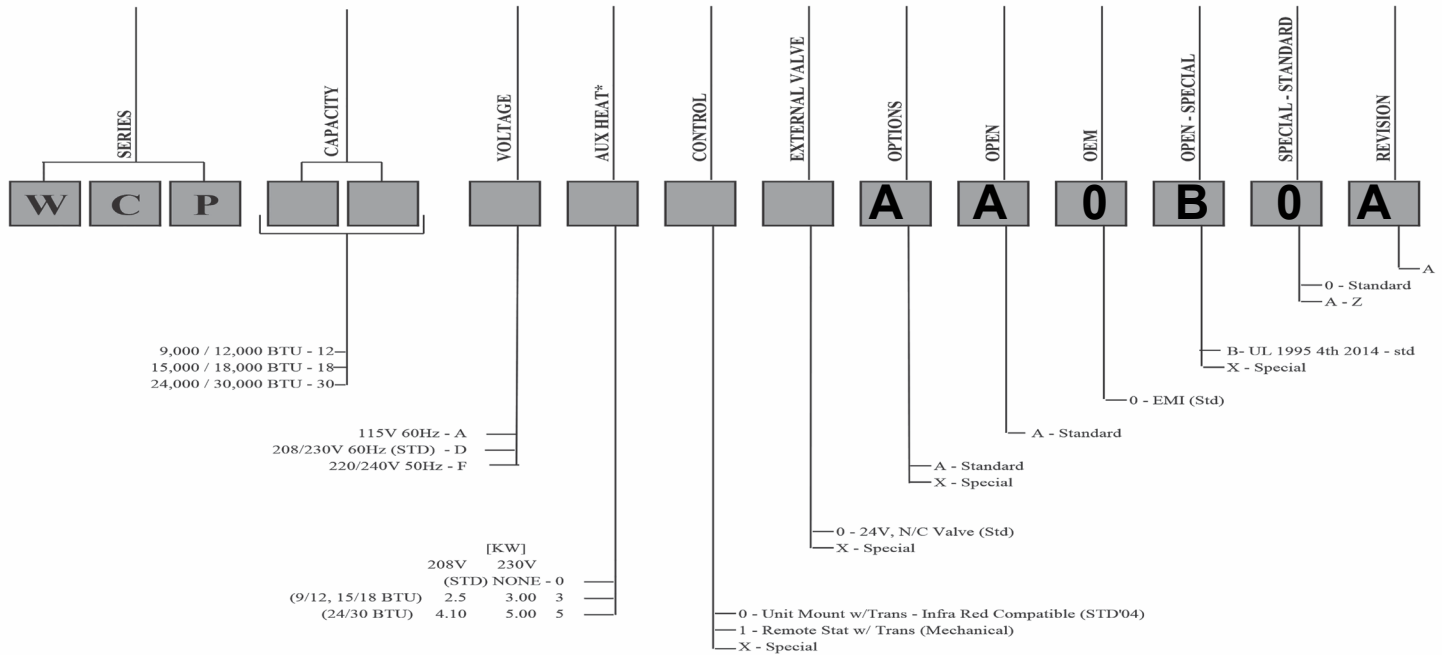 SERIES
CAPACITY
VOLTAGE
AUX HEAT*
CONTROL
EXTERNAL VALVE
OPTIONS
OPEN
OEM
OPEN - SPECIAL
SPECIAL - STANDARD
REVISION
W C P A A 0 B 0 A
A
0 - Standard
A - Z
9,000 / 12,000 BTU - 12
15,000 / 18,000 BTU - 18
24,000 / 30,000 BTU - 30
B- UL 1995 4th 2014 - std
X - Special
0 - EMI (Std)
115V 60Hz - A
208/230V 60Hz (STD) - D
220/240V 50Hz - F
A - Standard
A - Standard
X - Special
0 - 24V, N/C Valve (Std)
X - Special
[KW]
208V 230V
(STD) NONE - 0
(9/12, 15/18 BTU) 2.5 3.00 3
(24/30 BTU) 4.10 5.00 5
0 - Unit Mount w/Trans - Infra Red Compatible (STD'04)
1 - Remote Stat w/ Trans (Mechanical)
X - Special